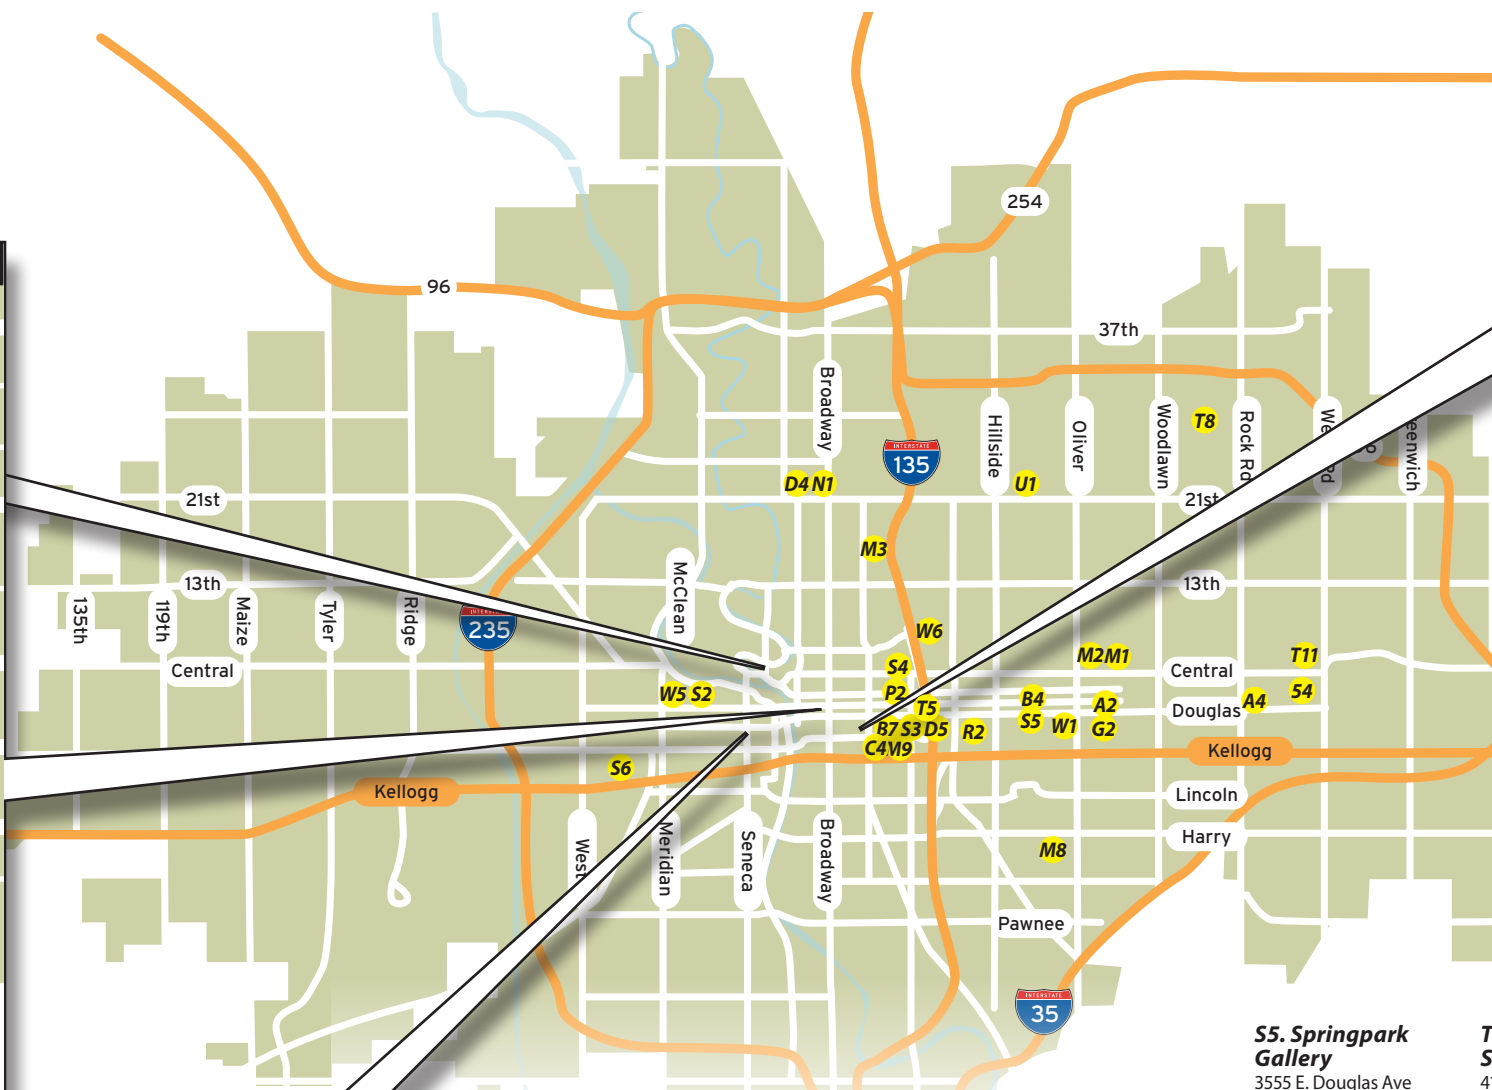 254
96
37th
Broadway
Hillside
Oliver
Woodlawn
T8
Rock Rd
INTERSTATE
135
D4 N1
U1
21st
21st
M3
13th
13th
McClean
135th
119th
Maize
Tyler
Ridge
INTERSTATE
235
W6
M2 M1
T11
S4
Central
Central
W5 S2
P2
B4
54
A4
T5
A2
Douglas
S5
W1
B7 S3 D5
R2
G2
C4 M9
Kellogg
S6
Kellogg
Lincoln
Harry
West
Meridian
Seneca
Broadway
M8
Pawnee
INTERSTATE
35
S5. Springpark
Gallery
3555 E. Douglas Ave